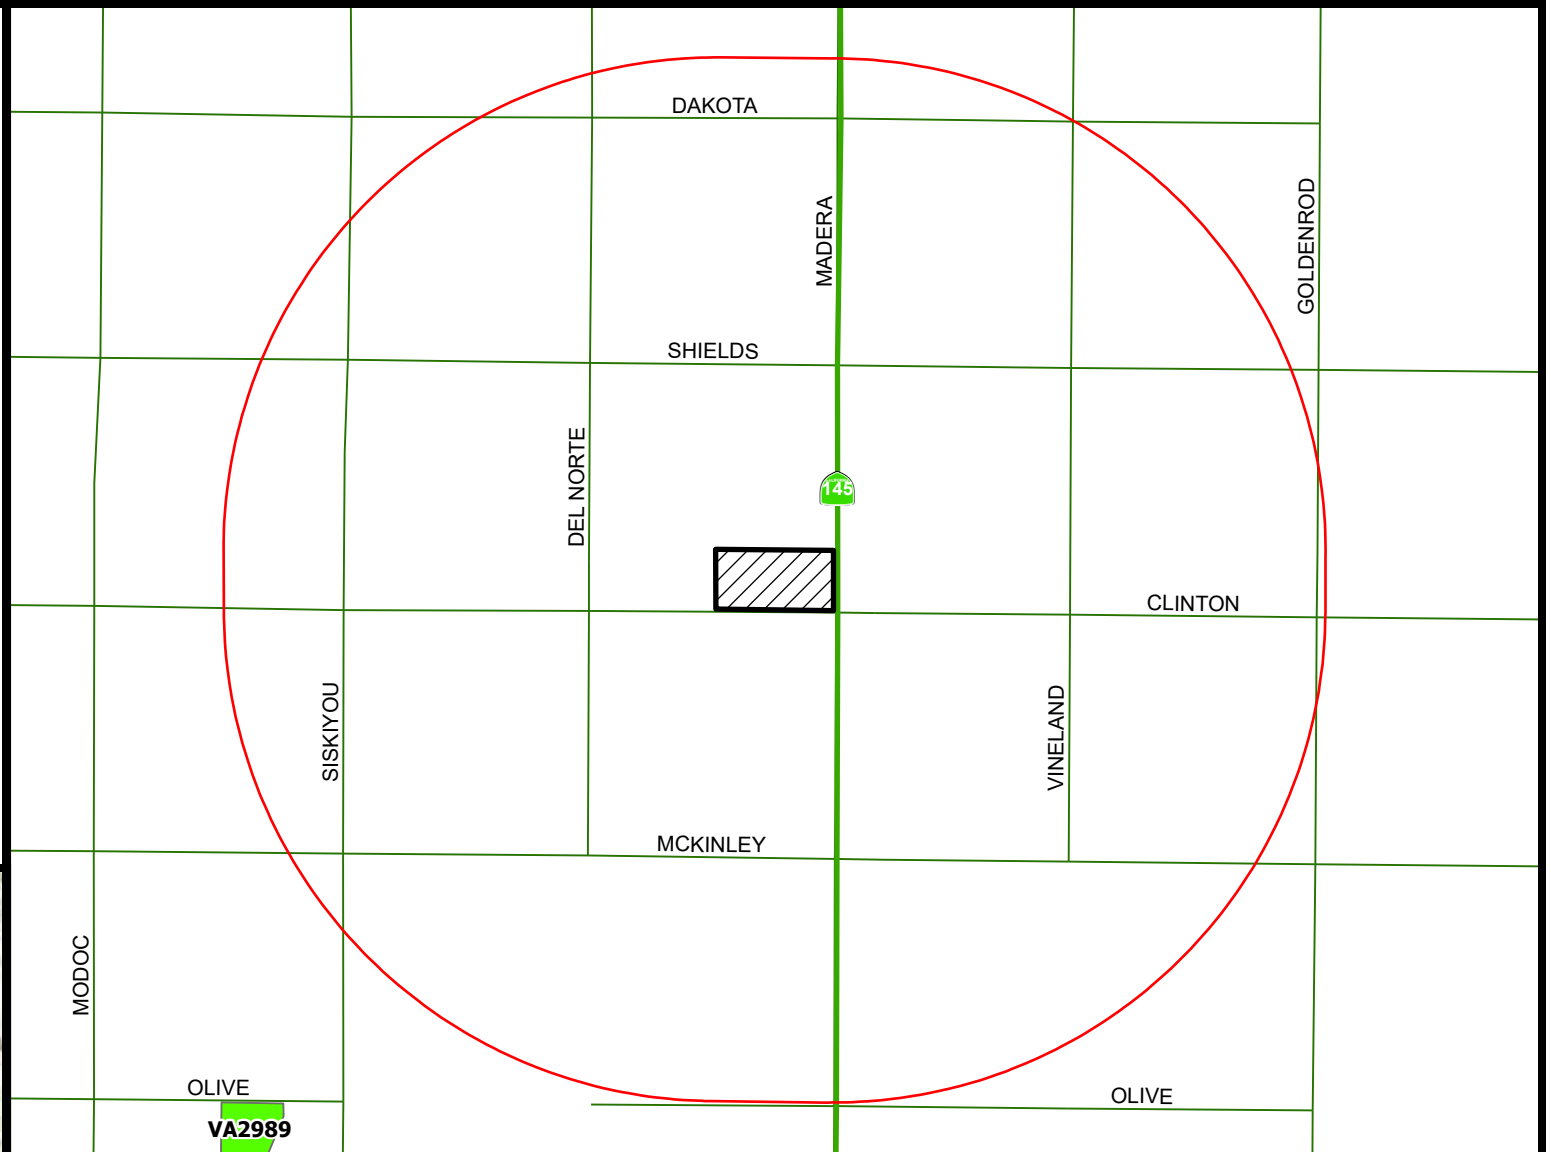 DAKOTA
MADERA
GOLDENROD
SHIELDS
DEL NORTE
145
CLINTON
SISKIYOU
VINELAND
MCKINLEY
MODOC
OLIVE
OLIVE
VA2989